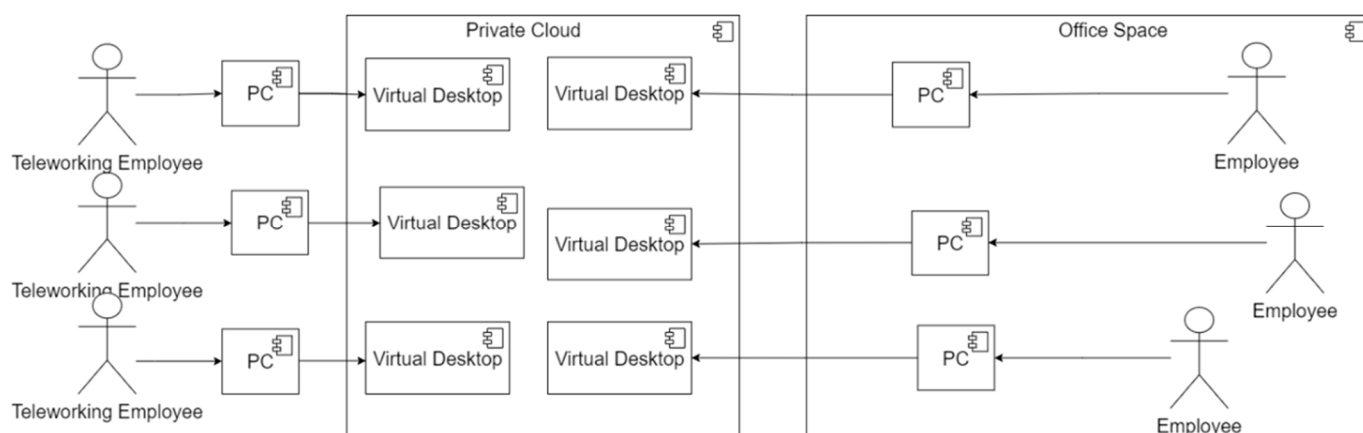 Private Cloud
Office Space
PC
Virtual Desktop
Virtual Desktop
PC
Teleworking Employee
Employee
PC
Virtual Desktop
Virtual Desktop
PC
Teleworking Employee
Employee
PC
Virtual Desktop
Virtual Desktop
PC
Teleworking Employee
Employee